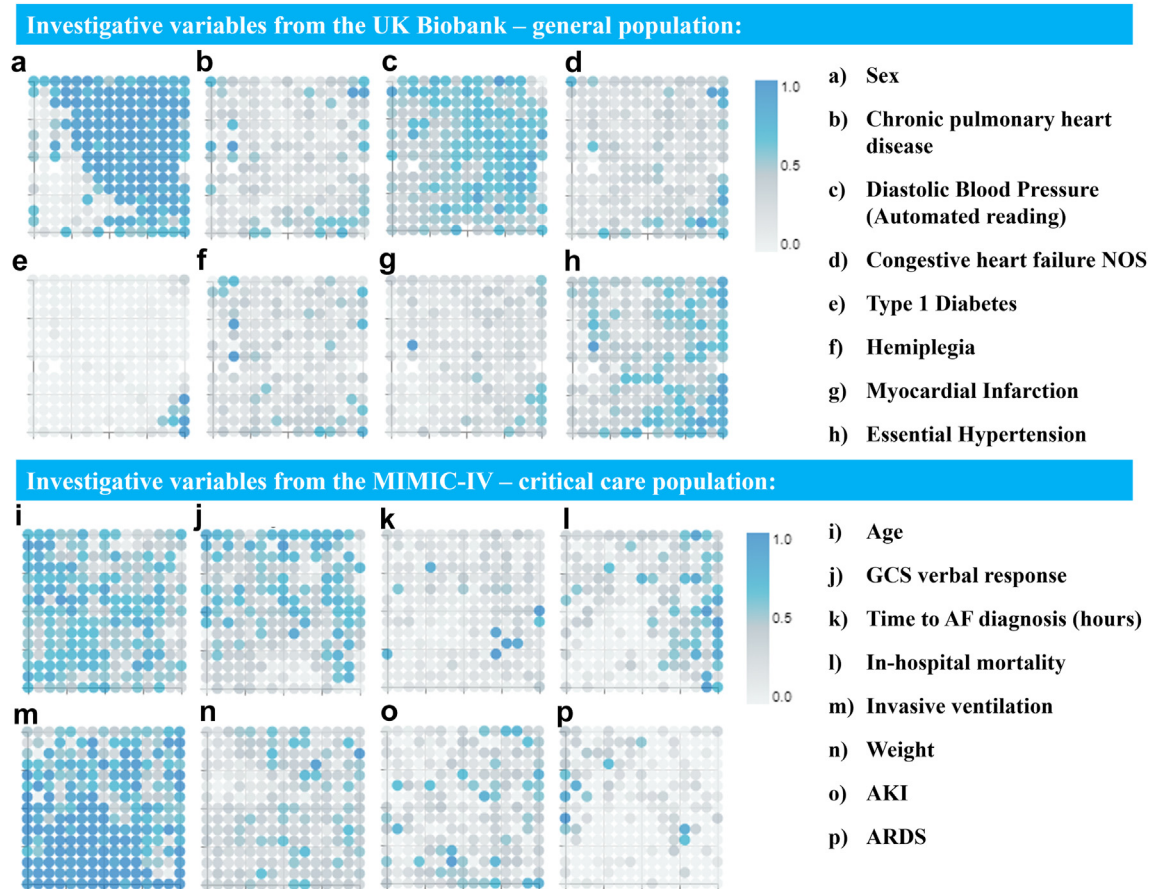 Investigative variables from the UK Biobank – general population:
a
b
c
d
1.0
0.5
0.0
e
f
g
h
a) Sex
b) Chronic pulmonary heart
disease
c) Diastolic Blood Pressure
(Automated reading)
d) Congestive heart failure NOS
e) Type 1 Diabetes
f) Hemiplegia
g) Myocardial Infarction
h) Essential Hypertension
Investigative variables from the MIMIC-IV – critical care population:
i
j
k
l
1.0
0.5
0.0
m
n
o
p
i) Age
j) GCS verbal response
k) Time to AF diagnosis (hours)
l) In-hospital mortality
m) Invasive ventilation
n) Weight
o) AKI
p) ARDS